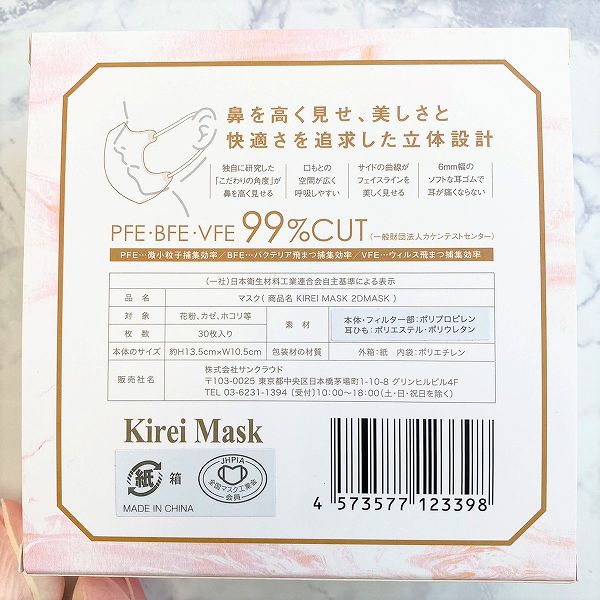 鼻を高く見せ、美しさと
快適さを追求した立体設計
独自に研究した
「こだわりの角度」が
鼻を高く見せる
口もとの
空間が広く
呼吸しやすい
サイドの曲線が
フェイスラインを
美しく見せる
6mm幅の
ソフトな耳ゴムで
耳が痛くならない
PFE・BFE・VFE 99%CUT (一般財団法人カケンテストセンター)
PFE…微小粒子捕集効率/BFE…バクテリア飛まつ捕集効率/VFE…ウィルス飛まつ捕集効率
(一社)日本衛生材料工業連合会自主基準による表示
品 名 マスク( 商品名 KIREI MASK 2DMASK )
対 象 花粉、カゼ、ホコリ等
枚 数 30枚入り
素 材 本体・フィルター部:ポリプロピレン
耳ひも:ポリエステル・ポリウレタン
本体のサイズ 約H13.5cm×W10.5cm 包装材の材質 外箱:紙 内袋:ポリエチレン
販売社名 株式会社サンクラウド
〒103-0025 東京都中央区日本橋茅場町1-10-8 グリンヒルビル4F
TEL 03-6231-1394 (受付)10:00〜18:00(土・日・祝日を除く)
Kirei Mask
紙 箱
JHPIA
全国マスク工業会
会員
MADE IN CHINA
4 573577 123398